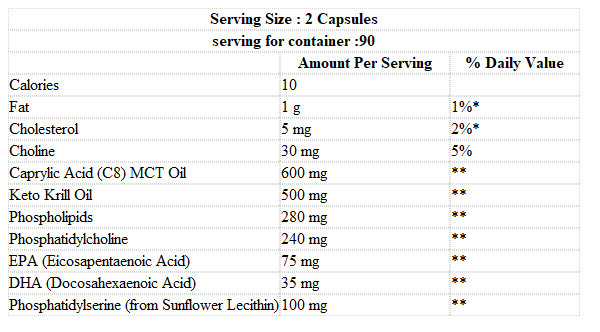 Serving Size : 2 Capsules
serving for container :90
Amount Per Serving % Daily Value
Calories 10
Fat 1 g 1%*
Cholesterol 5 mg 2%*
Choline 30 mg 5%
Caprylic Acid (C8) MCT Oil 600 mg **
Keto Krill Oil 500 mg **
Phospholipids 280 mg **
Phosphatidylcholine 240 mg **
EPA (Eicosapentaenoic Acid) 75 mg **
DHA (Docosahexaenoic Acid) 35 mg **
Phosphatidylserine (from Sunflower Lecithin) 100 mg **